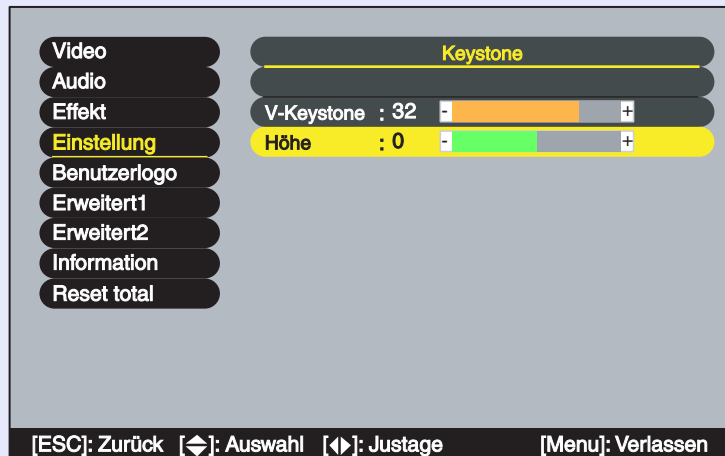 Video
Audio
Effekt
Einstellung
Benutzerlogo
Erweitert1
Erweitert2
Information
Reset total
Keystone
V-Keystone : 32 - +
Höhe : 0 - +
[ESC]: Zurück [◆]: Auswahl [◆]: Justage [Menu]: Verlassen